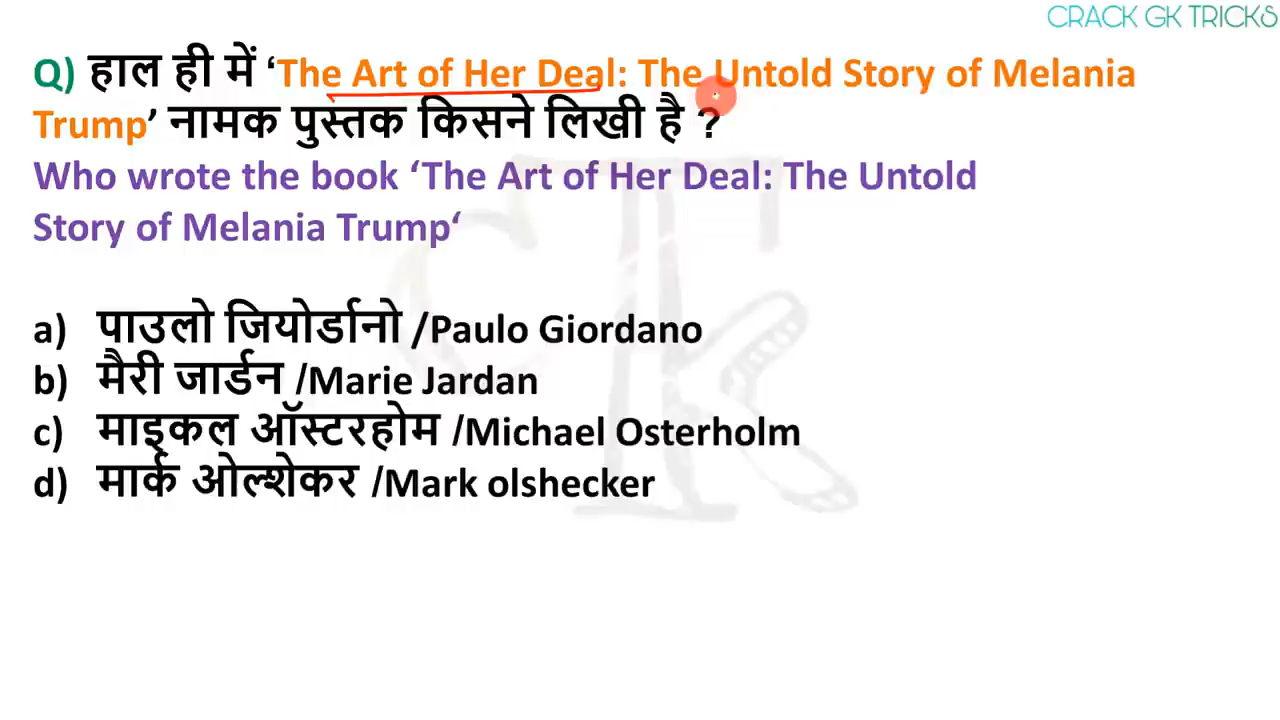 CRACK GK TRICKS
Q) हाल ही में ‘The Art of Her Deal: The Untold Story of Melania
Trump’ नामक पुस्तक किसने लिखी है ?
Who wrote the book ‘The Art of Her Deal: The Untold
Story of Melania Trump‘
a) पाउलो जियोर्डानो /Paulo Giordano
b) मैरी जार्डन /Marie Jardan
c) माइकल ऑस्टरहोम /Michael Osterholm
d) मार्क ओल्शेकर /Mark olshecker